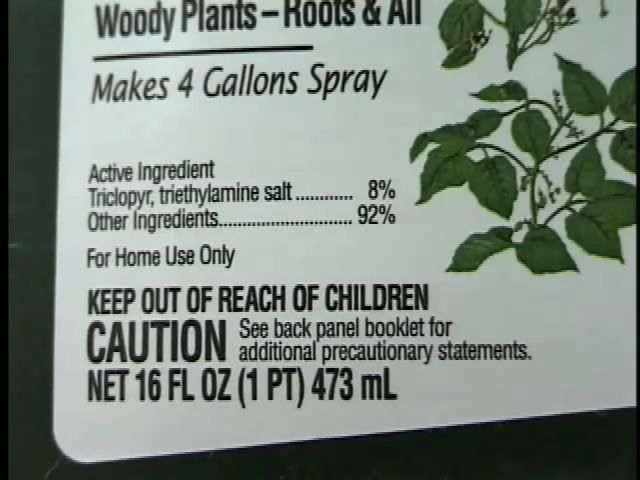 Woody Plants – Roots & All
Makes 4 Gallons Spray
Active Ingredient
Triclopyr, triethylamine salt ............ 8%
Other Ingredients............................ 92%
For Home Use Only
KEEP OUT OF REACH OF CHILDREN
CAUTION See back panel booklet for
additional precautionary statements.
NET 16 FL OZ (1 PT) 473 mL